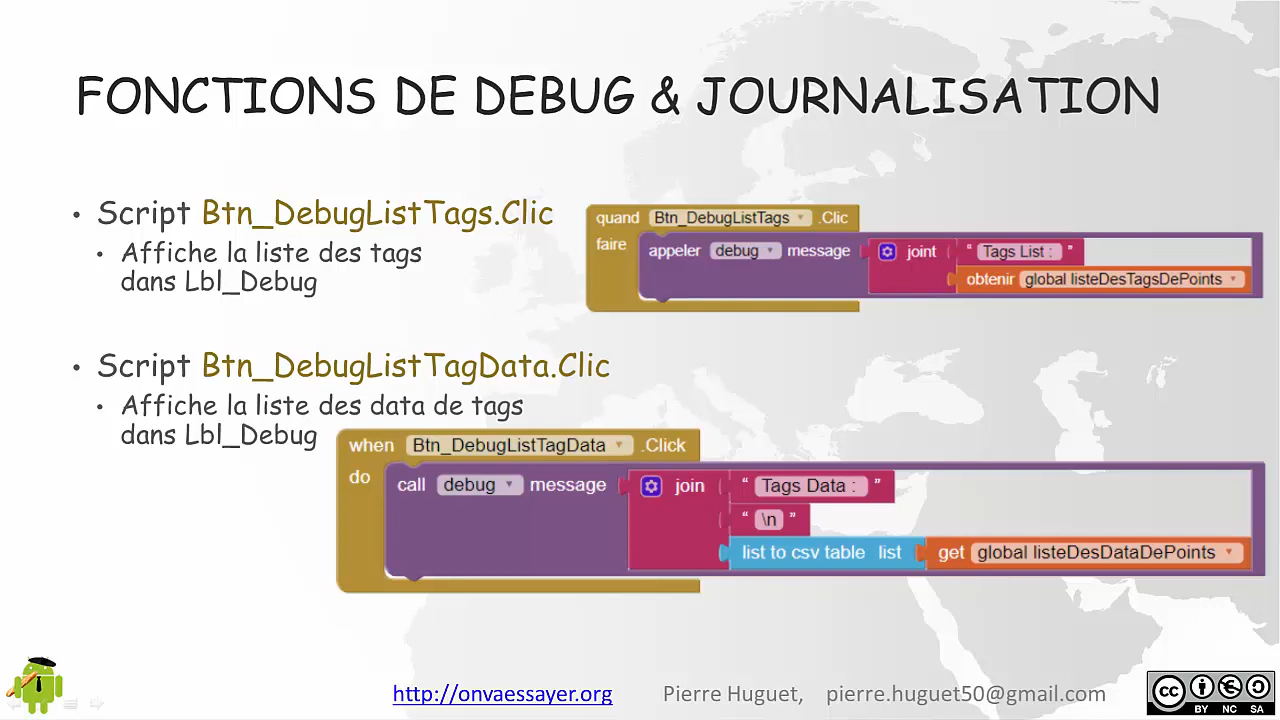 FONCTIONS DE DEBUG & JOURNALISATION
• Script Btn_DebugListTags.Clic
• Affiche la liste des tags
dans Lbl_Debug
quand Btn_DebugListTags .Clic
faire appeler debug message joint " Tags List : "
obtenir global listeDesTagsDePoints
• Script Btn_DebugListTagData.Clic
• Affiche la liste des data de tags
dans Lbl_Debug
when Btn_DebugListTagData .Click
do call debug message join " Tags Data : "
" \n "
list to csv table list get global listeDesDataDePoints
http://onvaessayer.org Pierre Huguet, pierre.huguet50@gmail.com
cc BY NC SA